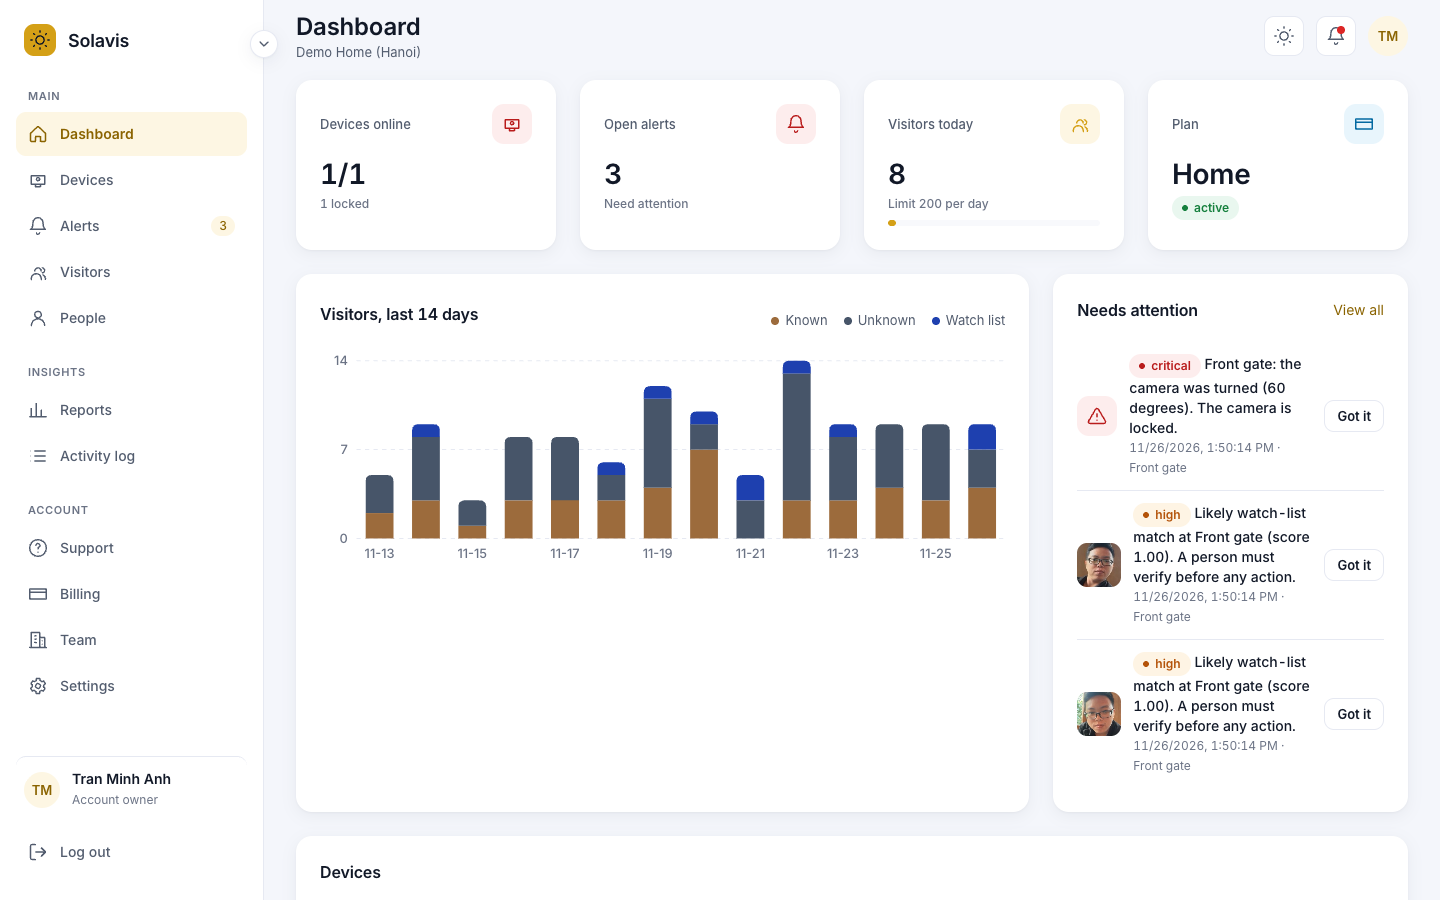 Solavis
MAIN
Dashboard
Devices
Alerts
3
Visitors
People
INSIGHTS
Reports
Activity log
ACCOUNT
Support
Billing
Team
Settings
TM
Tran Minh Anh
Account owner
Log out
Dashboard
Demo Home (Hanoi)
TM
Devices online
1/1
1 locked
Open alerts
3
Need attention
Visitors today
8
Limit 200 per day
Plan
Home
active
Visitors, last 14 days
Known
Unknown
Watch list
14
7
0
11-13
11-15
11-17
11-19
11-21
11-23
11-25
Needs attention
View all
critical Front gate: the
camera was turned (60
degrees). The camera is
locked.
11/26/2026, 1:50:14 PM ·
Front gate
Got it
high Likely watch-list
match at Front gate (score
1.00). A person must
verify before any action.
11/26/2026, 1:50:14 PM ·
Front gate
Got it
high Likely watch-list
match at Front gate (score
1.00). A person must
verify before any action.
11/26/2026, 1:50:14 PM ·
Front gate
Got it
Devices